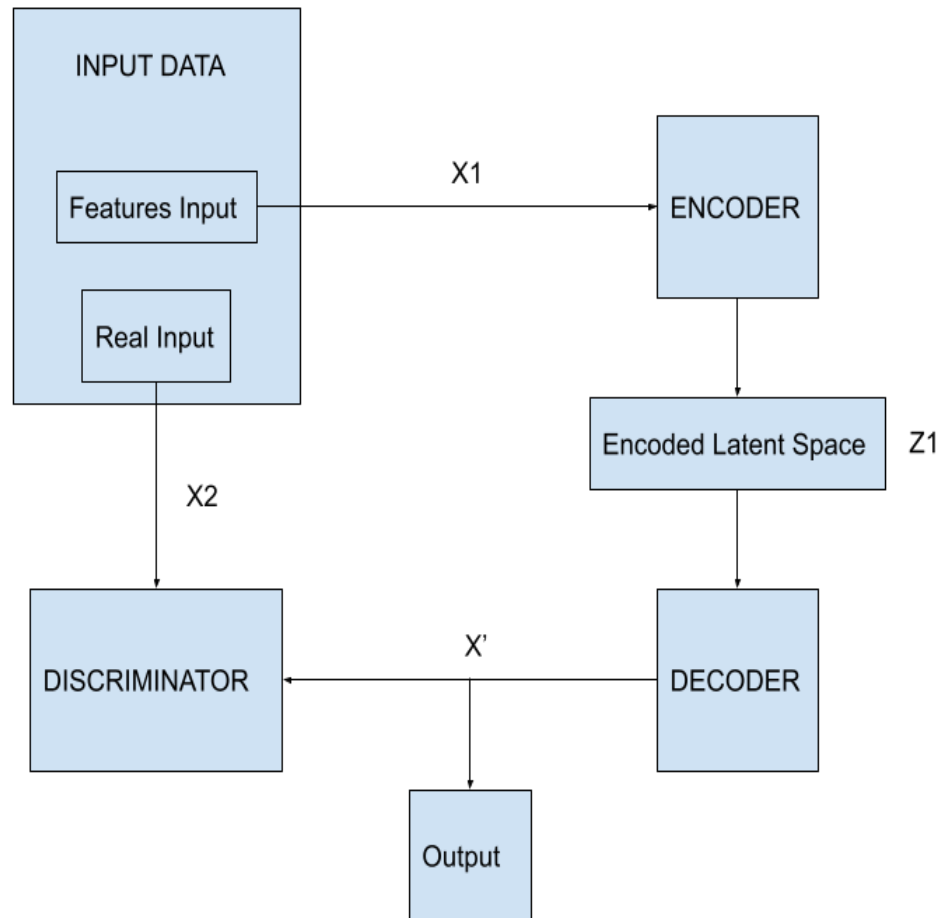 INPUT DATA
X1
Features Input
ENCODER
Real Input
Encoded Latent Space
Z1
X2
X’
DISCRIMINATOR
DECODER
Output